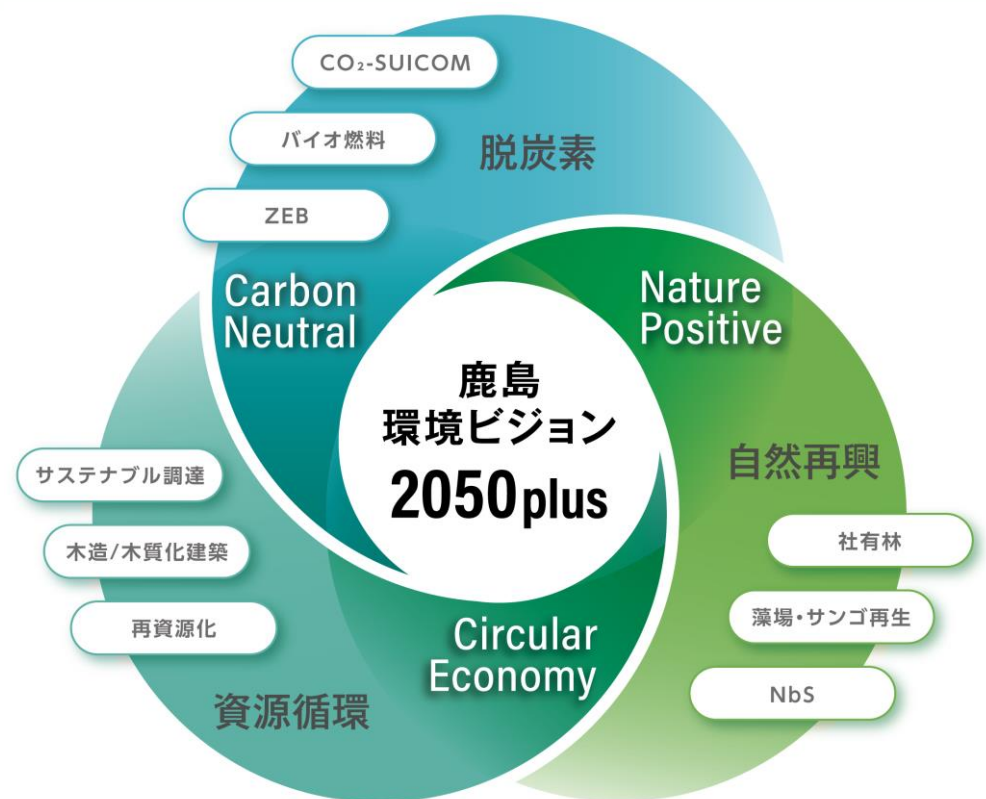 CO₂-SUICOM
バイオ燃料
ZEB
脱炭素
Carbon
Neutral
Nature
Positive
鹿島
環境ビジョン
2050plus
自然再興
社有林
藻場・サンゴ再生
NbS
サステナブル調達
木造/木質化建築
再資源化
Circular
Economy
資源循環